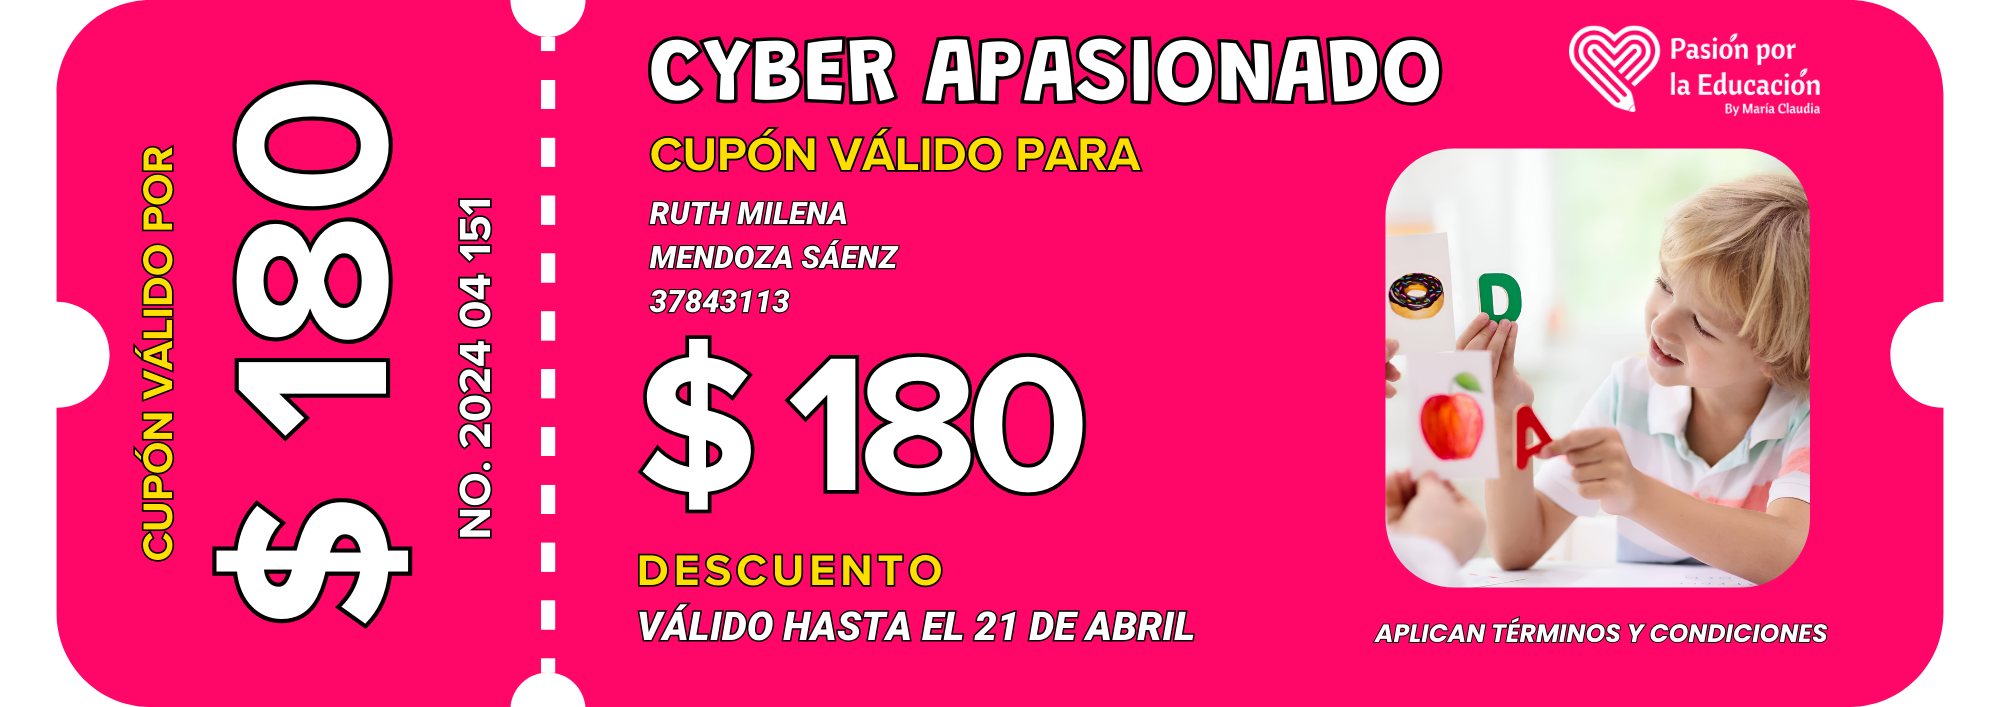 CUPÓN VÁLIDO POR
$ 180
NO. 2024 04 151
CYBER APASIONADO
CUPÓN VÁLIDO PARA
RUTH MILENA
MENDOZA SÁENZ
37843113
$ 180
DESCUENTO
VÁLIDO HASTA EL 21 DE ABRIL
Pasión por
la Educación
By María Claudia
D
A
APLICAN TÉRMINOS Y CONDICIONES